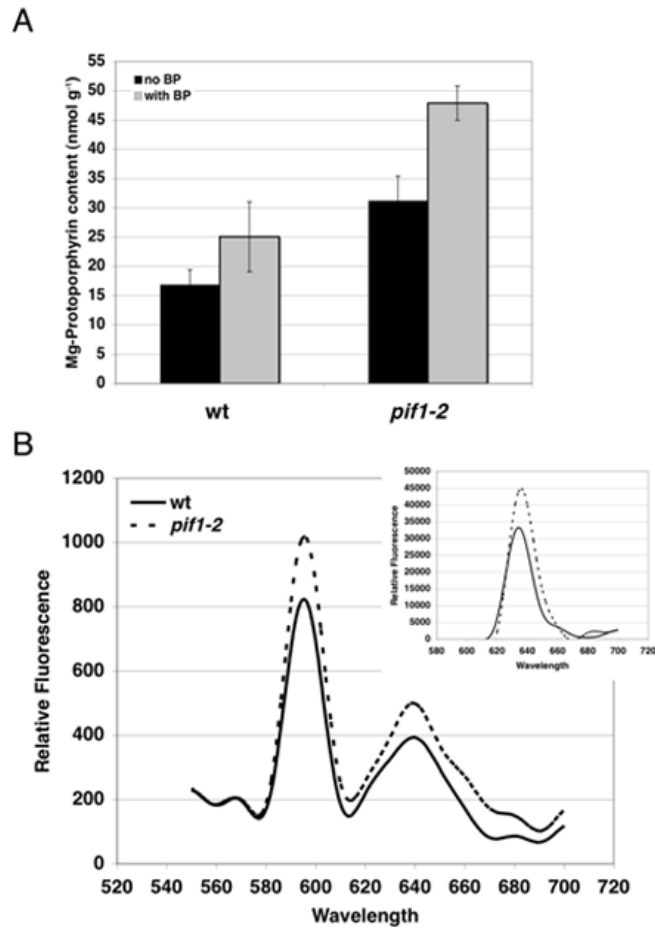 A
Mg-Protoporphyrin content (nmol g⁻¹)
55
50
45
40
35
30
25
20
15
10
5
0
no BP
with BP
wt
pif1-2
B
Relative Fluorescence
1200
1000
800
600
400
200
0
wt
pif1-2
520 540 560 580 600 620 640 660 680 700 720
Wavelength
Relative Fluorescence
50000
45000
40000
35000
30000
25000
20000
15000
10000
5000
0
580 600 620 640 660 680 700 720
Wavelength